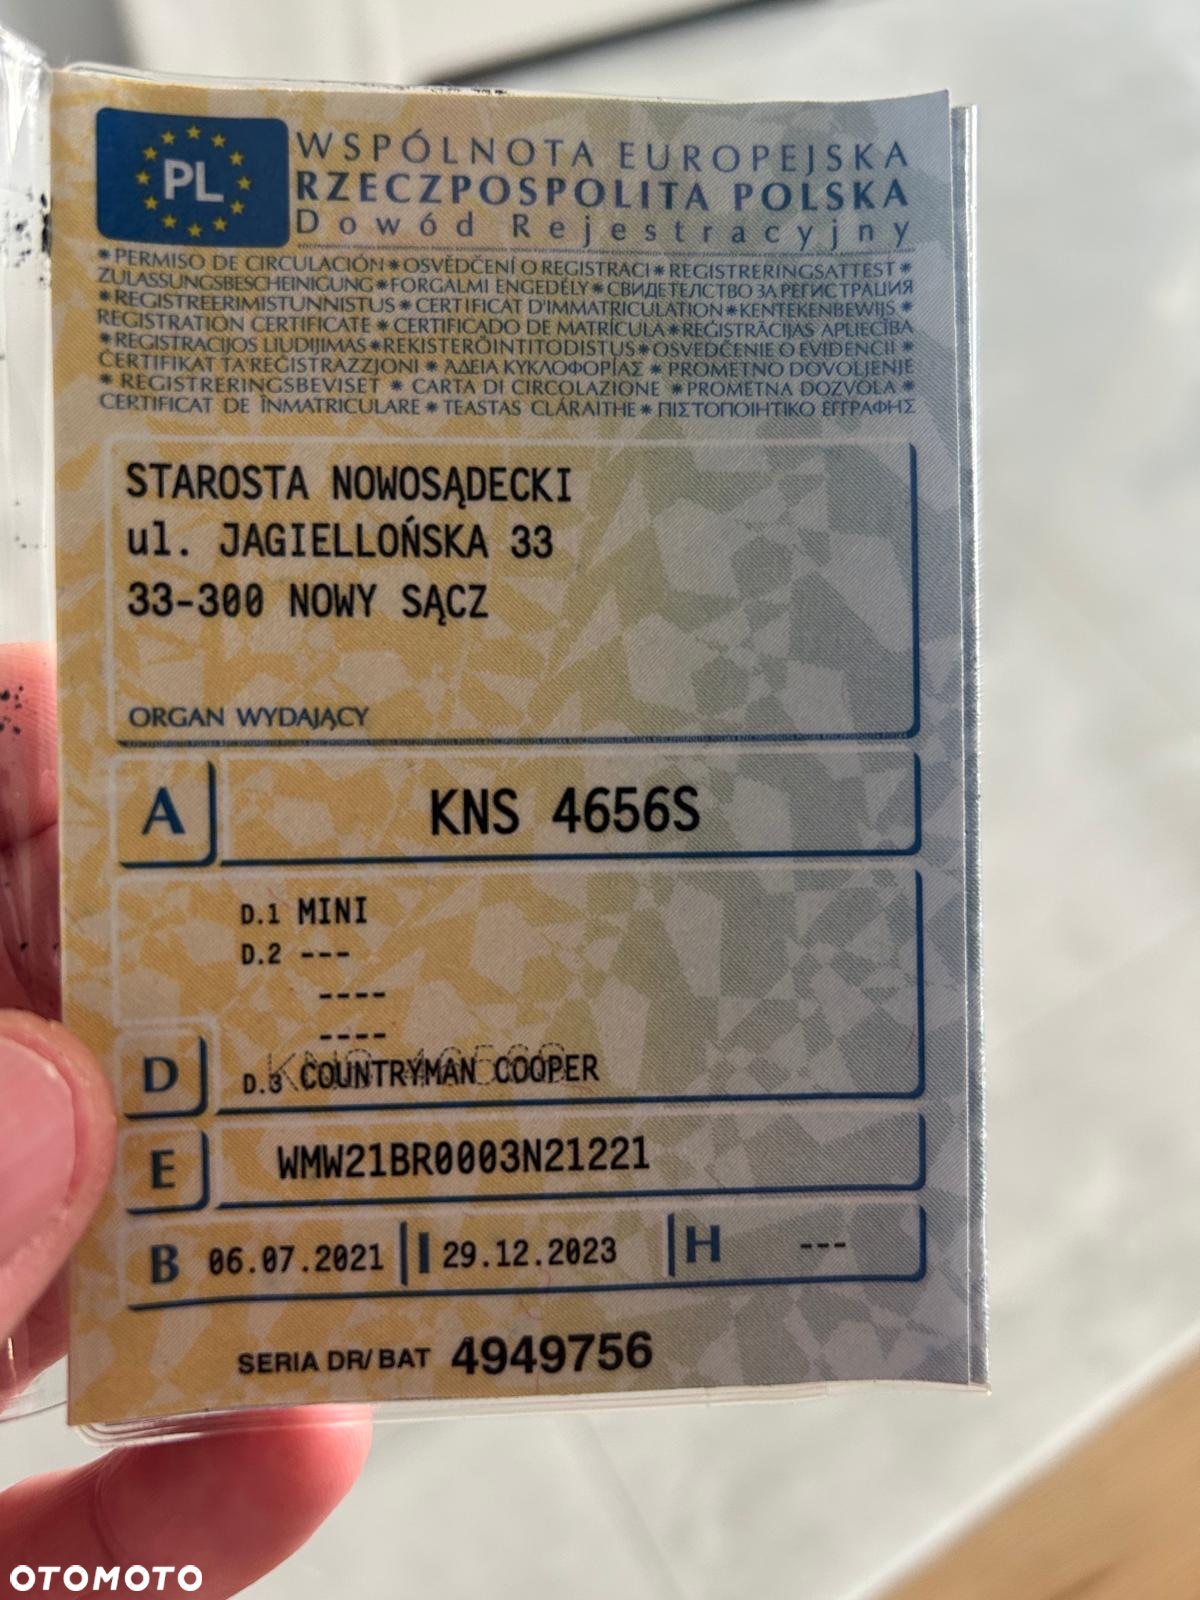 PL
WSPÓLNOTA EUROPEJSKA
RZECZPOSPOLITA POLSKA
Dowód Rejestracyjny
* PERMISO DE CIRCULACIÓN * OSVĚDČENÍ O REGISTRACI * REGISTRERINGSATTEST *
ZULASSUNGSBESCHEINIGUNG * FORGALMI ENGEDÉLY * СВИДЕТЕЛСТВО ЗА РЕГИСТРАЦИЯ
* REGISTREERIMISTUNNISTUS * CERTIFICAT D'IMMATRICULATION * KENTEKENBEWIJS *
REGISTRATION CERTIFICATE * CERTIFICADO DE MATRÍCULA * REĢISTRĀCIJAS APLIECĪBA
* REGISTRACIJOS LIUDIJIMAS * REKISTERÖINTITODISTUS * OSVEDČENIE O EVIDENCII *
ĊERTIFIKAT TA'REĠISTRAZZJONI * ΆΔΕΙΑ ΚΥΚΛΟΦΟΡΊΑΣ * PROMETNO DOVOLJENJE
* REGISTRERINGSBEVISET * CARTA DI CIRCOLAZIONE * PROMETNA DOZVOLA *
CERTIFICAT DE ÎNMATRICULARE * TEASTAS CLÁRAITHE * ΠΙΣΤΟΠΟΙΗΤΙΚΟ ΕΓΓΡΑΦΗΣ
STAROSTA NOWOSĄDECKI
ul. JAGIELLOŃSKA 33
33-300 NOWY SĄCZ
ORGAN WYDAJĄCY
A KNS 4656S
D.1 MINI
D.2 ---
----
----
D D.3 COUNTRYMAN COOPER
E WMW21BR0003N21221
B 06.07.2021 I 29.12.2023 H ---
SERIA DR/BAT 4949756
OTOMOTO